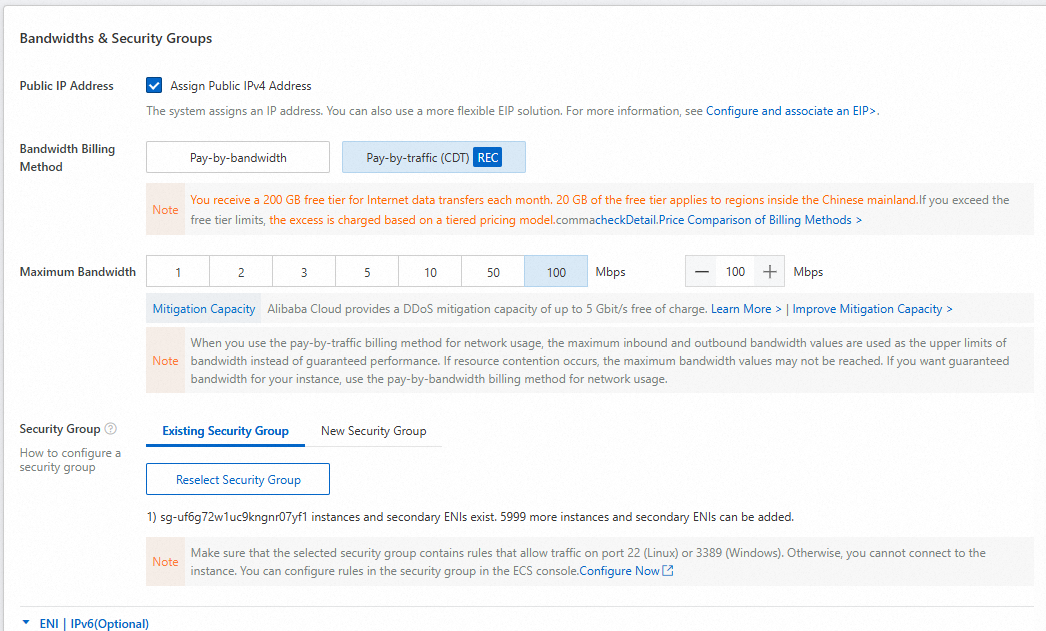 Bandwidths & Security Groups
Public IP Address
Assign Public IPv4 Address
The system assigns an IP address. You can also use a more flexible EIP solution. For more information, see Configure and associate an EIP>.
Bandwidth Billing
Method
Pay-by-bandwidth
Pay-by-traffic (CDT) REC
Note
You receive a 200 GB free tier for Internet data transfers each month. 20 GB of the free tier applies to regions inside the Chinese mainland.If you exceed the
free tier limits, the excess is charged based on a tiered pricing model.commacheckDetail.Price Comparison of Billing Methods >
Maximum Bandwidth
1 2 3 5 10 50 100 Mbps
— 100 + Mbps
Mitigation Capacity
Alibaba Cloud provides a DDoS mitigation capacity of up to 5 Gbit/s free of charge. Learn More > | Improve Mitigation Capacity >
Note
When you use the pay-by-traffic billing method for network usage, the maximum inbound and outbound bandwidth values are used as the upper limits of
bandwidth instead of guaranteed performance. If resource contention occurs, the maximum bandwidth values may not be reached. If you want guaranteed
bandwidth for your instance, use the pay-by-bandwidth billing method for network usage.
Security Group ?
How to configure a
security group
Existing Security Group
New Security Group
Reselect Security Group
1) sg-uf6g72w1uc9kngnr07yf1 instances and secondary ENIs exist. 5999 more instances and secondary ENIs can be added.
Note
Make sure that the selected security group contains rules that allow traffic on port 22 (Linux) or 3389 (Windows). Otherwise, you cannot connect to the
instance. You can configure rules in the security group in the ECS console.Configure Now
ENI | IPv6(Optional)